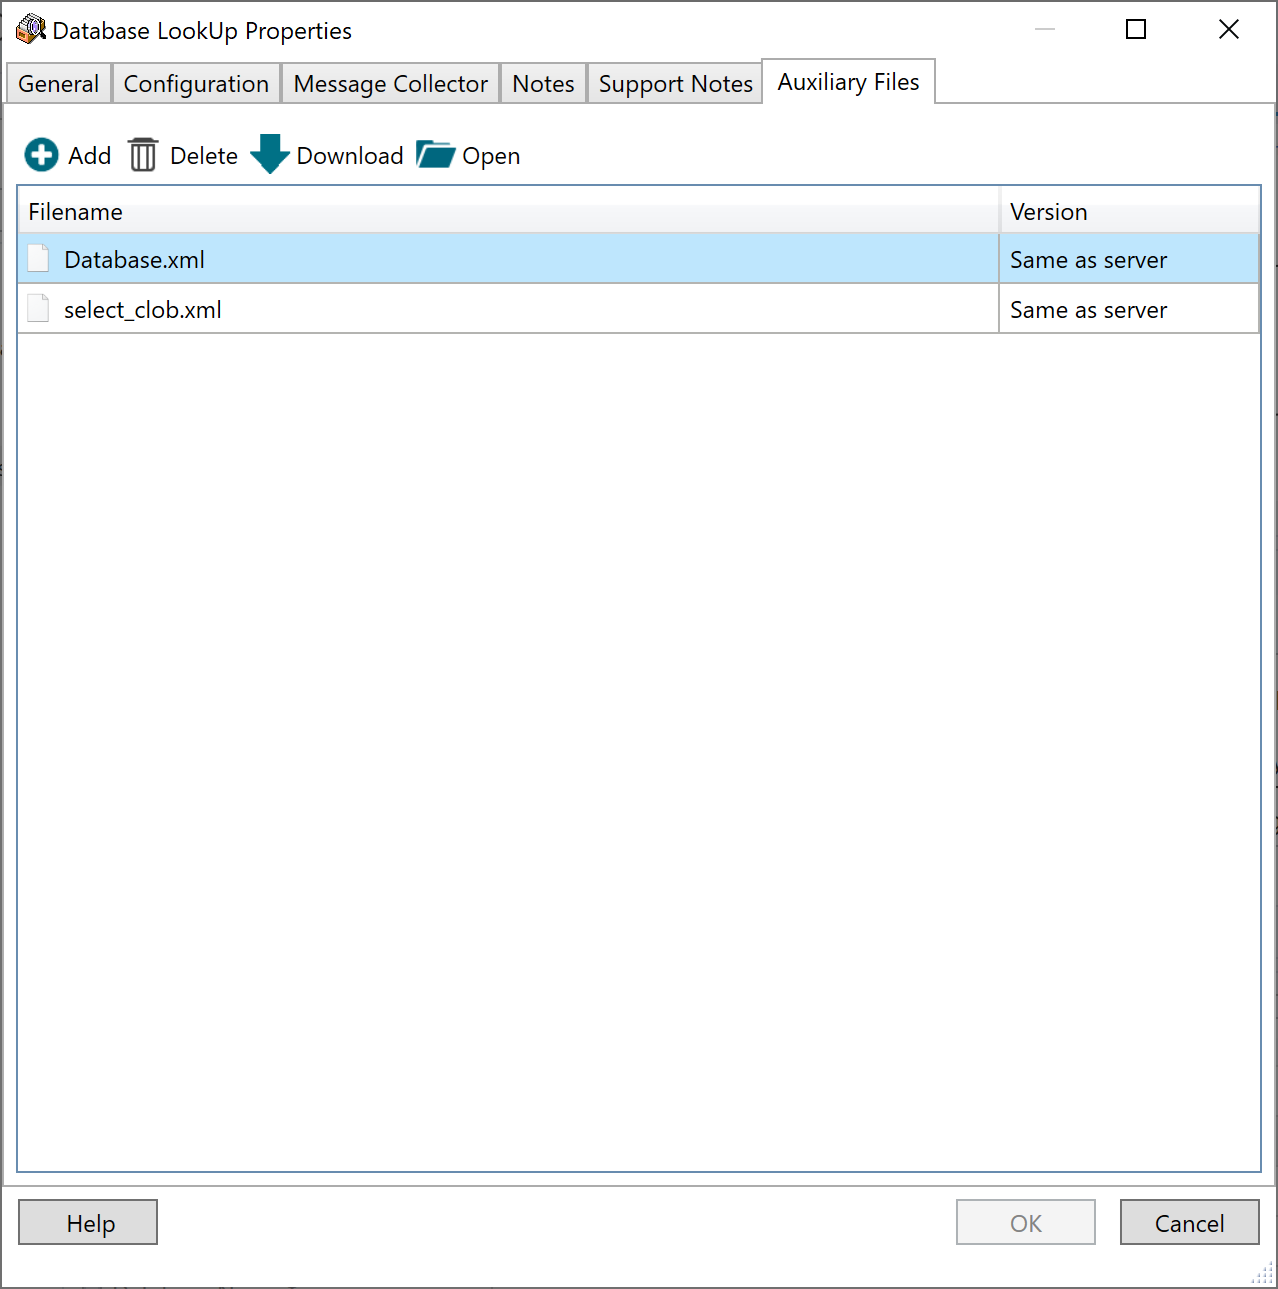 Database LookUp Properties
General Configuration Message Collector Notes Support Notes Auxiliary Files
Add Delete Download Open
Filename Version
Database.xml Same as server
select_clob.xml Same as server
Help OK Cancel